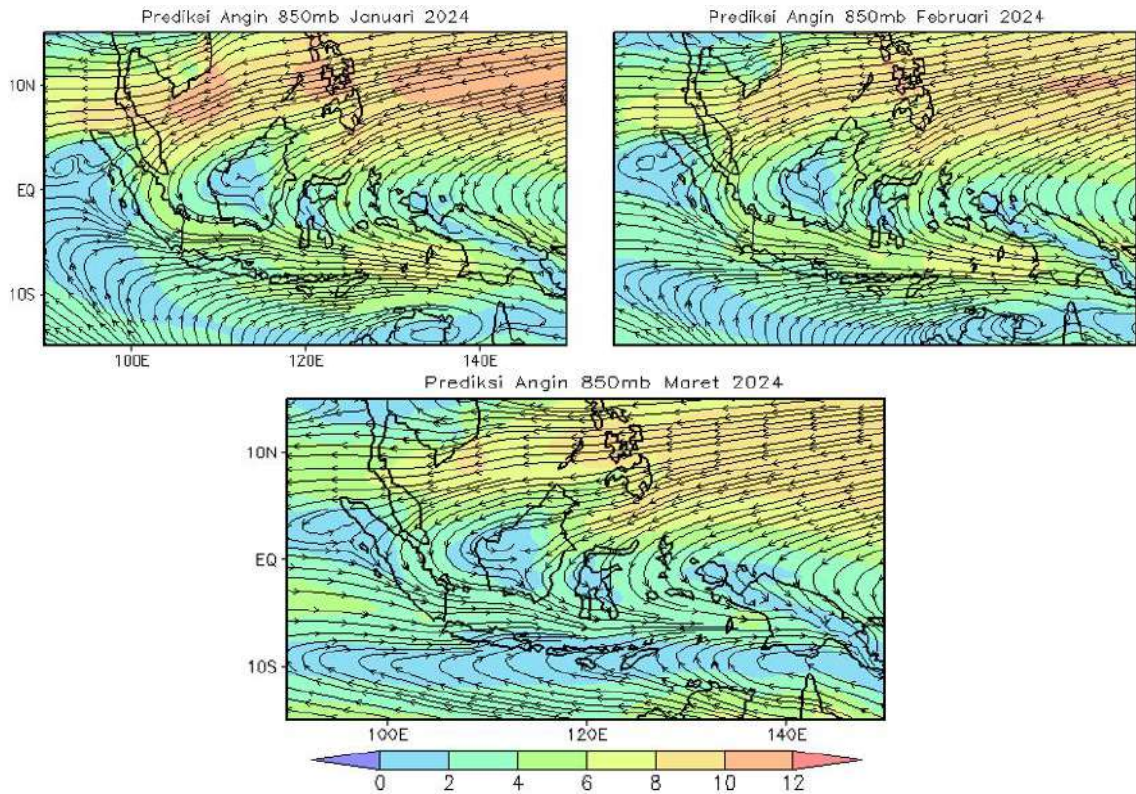 Prediksi Angin 850mb Januari 2024
Prediksi Angin 850mb Februari 2024
10N
EQ
10S
100E 120E 140E
Prediksi Angin 850mb Maret 2024
10N
EQ
10S
100E 120E 140E
0 2 4 6 8 10 12